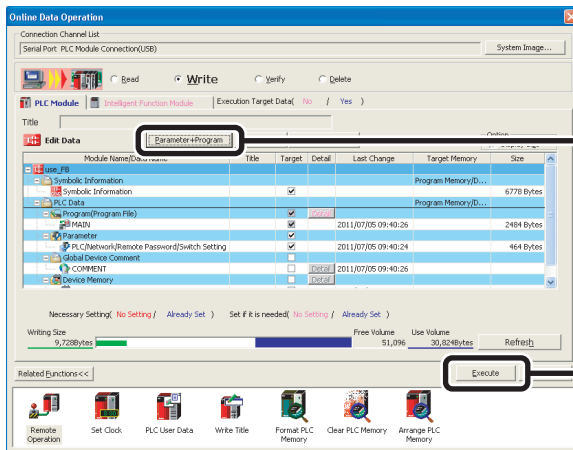 Online Data Operation
Connection Channel List
Serial Port PLC Module Connection(USB)
System Image...
Read
Write
Verify
Delete
PLC Module
Intelligent Function Module
Execution Target Data( No / Yes )
Title
Edit Data
Parameter+Program
Module Name/Data Name Title Target Detail Last Change Target Memory Size
use_FB
Symbolic Information Program Memory/D...
Symbolic Information 6778 Bytes
PLC Data Program Memory/D...
Program(Program File) Detail
MAIN 2011/07/05 09:40:26 2484 Bytes
Parameter
PLC/Network/Remote Password/Switch Setting 2011/07/05 09:40:24 464 Bytes
Global Device Comment
COMMENT Detail 2011/07/05 09:40:26
Device Memory Detail
Necessary Setting( No Setting / Already Set ) Set if it is needed( No Setting / Already Set )
Writing Size Free Volume Use Volume
9,728Bytes 51,096 30,824Bytes
Refresh
Related Functions<<
Execute
Remote Operation
Set Clock
PLC User Data
Write Title
Format PLC Memory
Clear PLC Memory
Arrange PLC Memory